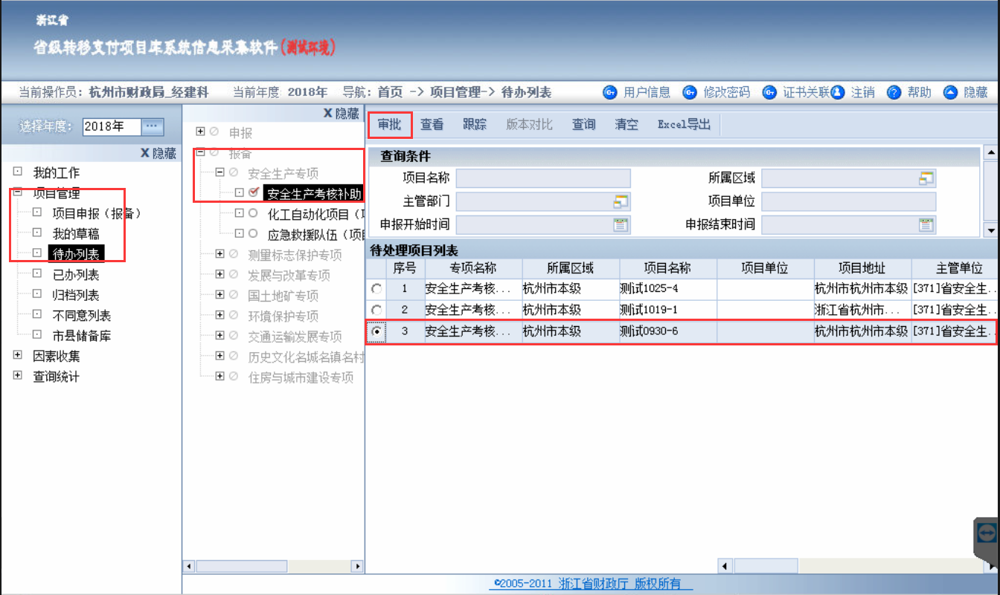 浙江省
省级转移支付项目库系统信息采集软件(测试环境)
当前操作员：杭州市财政局_经建科 当前年度 2018年 导航：首页 -> 项目管理-> 待办列表 用户信息 修改密码 证书关联 注销 帮助 隐藏
选择年度： 2018年 ...
X 隐藏
我的工作
项目管理
项目申报（报备）
我的草稿
待办列表
已办列表
归档列表
不同意列表
市县储备库
因素收集
查询统计
X 隐藏
申报
报备
安全生产专项
安全生产考核补助
化工自动化项目（项
应急救援队伍（项目
测量标志保护专项
发展与改革专项
国土地矿专项
环境保护专项
交通运输发展专项
历史文化名城名镇名村
住房与城市建设专项
审批 查看 跟踪 版本对比 查询 清空 Excel导出
查询条件
项目名称 所属区域
主管部门 项目单位
申报开始时间 申报结束时间
待处理项目列表
序号 专项名称 所属区域 项目名称 项目单位 项目地址 主管单位
1 安全生产考核... 杭州市本级 测试1025-4 杭州市杭州市本级 [371]省安全生...
2 安全生产考核... 杭州市本级 测试1019-1 浙江省杭州市... [371]省安全生...
3 安全生产考核... 杭州市本级 测试0930-6 杭州市杭州市本级 [371]省安全生...
©2005-2011 浙江省财政厅 版权所有